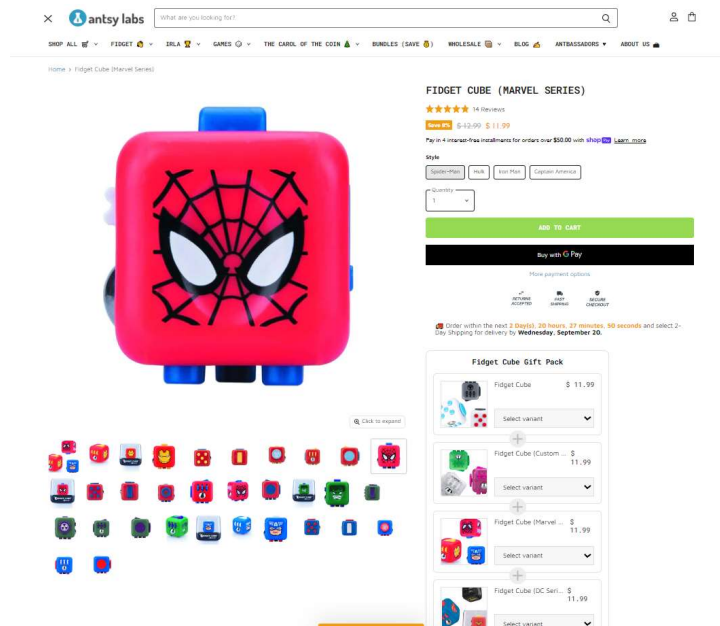 antsy labs
What are you looking for?
SHOP ALL
FIDGET
IRLA
GAMES
THE CAROL OF THE COIN
BUNDLES (SAVE )
WHOLESALE
BLOG
ANTBASSADORS ▾
ABOUT US
Home > Fidget Cube (Marvel Series)
FIDGET CUBE (MARVEL SERIES)
14 Reviews
Save 8% $ 12.99 $ 11.99
Pay in 4 interest-free installments for orders over $50.00 with shop Pay Learn more
Style
Spider-Man
Hulk
Iron Man
Captain America
Quantity
1
ADD TO CART
Buy with G Pay
More payment options
RETURNS ACCEPTED
FAST SHIPPING
SECURE CHECKOUT
Order within the next 2 Day(s), 20 hours, 27 minutes, 50 seconds and select 2-
Day Shipping for delivery by Wednesday, September 20.
Click to expand
Fidget Cube Gift Pack
Fidget Cube $ 11.99
Select variant
Fidget Cube (Custom ... $ 11.99
Select variant
Fidget Cube (Marvel ... $ 11.99
Select variant
Fidget Cube (DC Seri... $ 11.99
Select variant